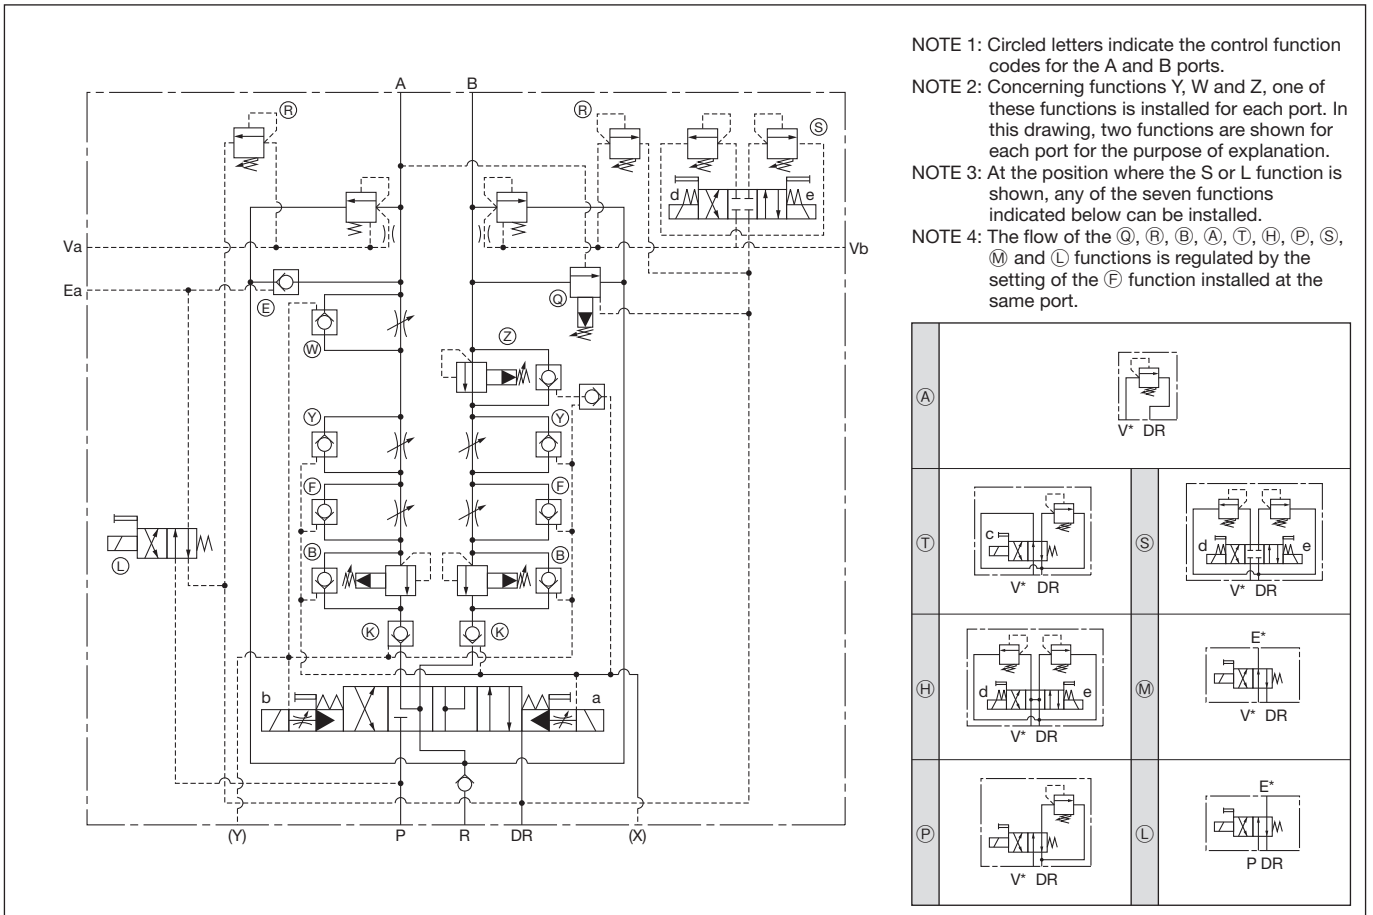 A B
Ⓡ Ⓡ Ⓢ
d e
Va Vb
Ea
Ⓔ Ⓠ
Ⓦ Ⓩ
Ⓨ Ⓨ
Ⓕ Ⓕ
Ⓛ Ⓑ Ⓑ
Ⓚ Ⓚ
b a
(Y) P R DR (X)
NOTE 1: Circled letters indicate the control function
codes for the A and B ports.
NOTE 2: Concerning functions Y, W and Z, one of
these functions is installed for each port. In
this drawing, two functions are shown for
each port for the purpose of explanation.
NOTE 3: At the position where the S or L function is
shown, any of the seven functions
indicated below can be installed.
NOTE 4: The flow of the Ⓠ, Ⓡ, Ⓑ, Ⓐ, Ⓣ, Ⓗ, Ⓟ, Ⓢ,
Ⓜ and Ⓛ functions is regulated by the
setting of the Ⓕ function installed at the
same port.
Ⓐ
V* DR
Ⓣ
c
V* DR
Ⓢ
d e
V* DR
Ⓗ
d e
V* DR
Ⓜ
E*
V* DR
Ⓟ
V* DR
Ⓛ
E*
P DR